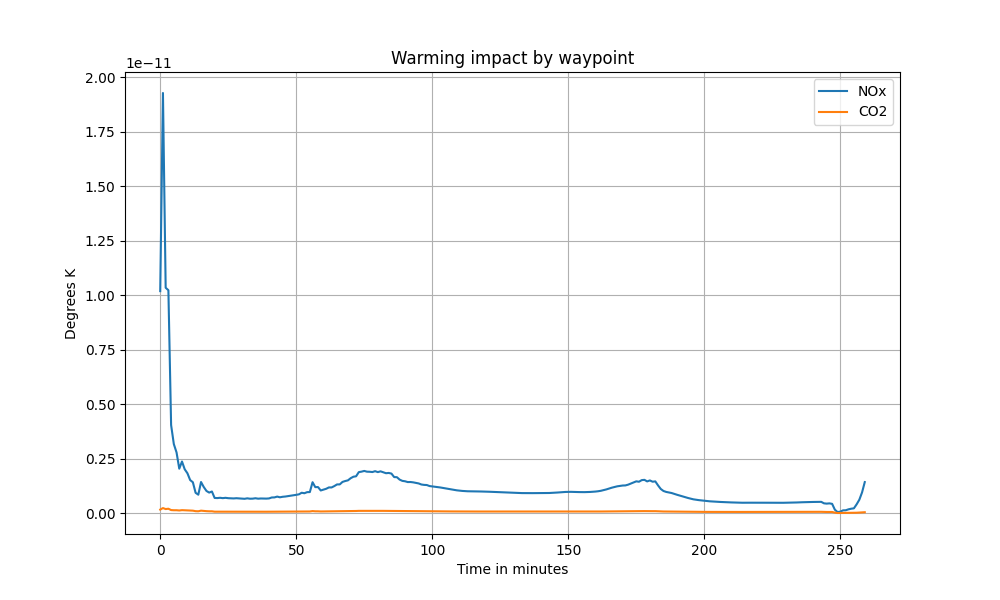 Warming impact by waypoint
1e−11
2.00
1.75
1.50
1.25
1.00
0.75
0.50
0.25
0.00
Degrees K
NOx
CO2
0 50 100 150 200 250
Time in minutes